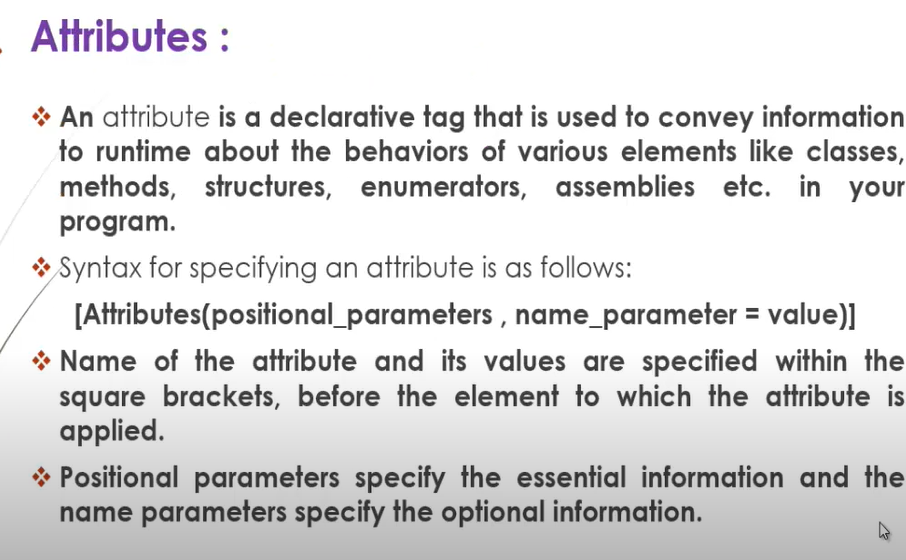 Attributes :
An attribute is a declarative tag that is used to convey information
to runtime about the behaviors of various elements like classes,
methods, structures, enumerators, assemblies etc. in your
program.
Syntax for specifying an attribute is as follows:
[Attributes(positional_parameters , name_parameter = value)]
Name of the attribute and its values are specified within the
square brackets, before the element to which the attribute is
applied.
Positional parameters specify the essential information and the
name parameters specify the optional information.